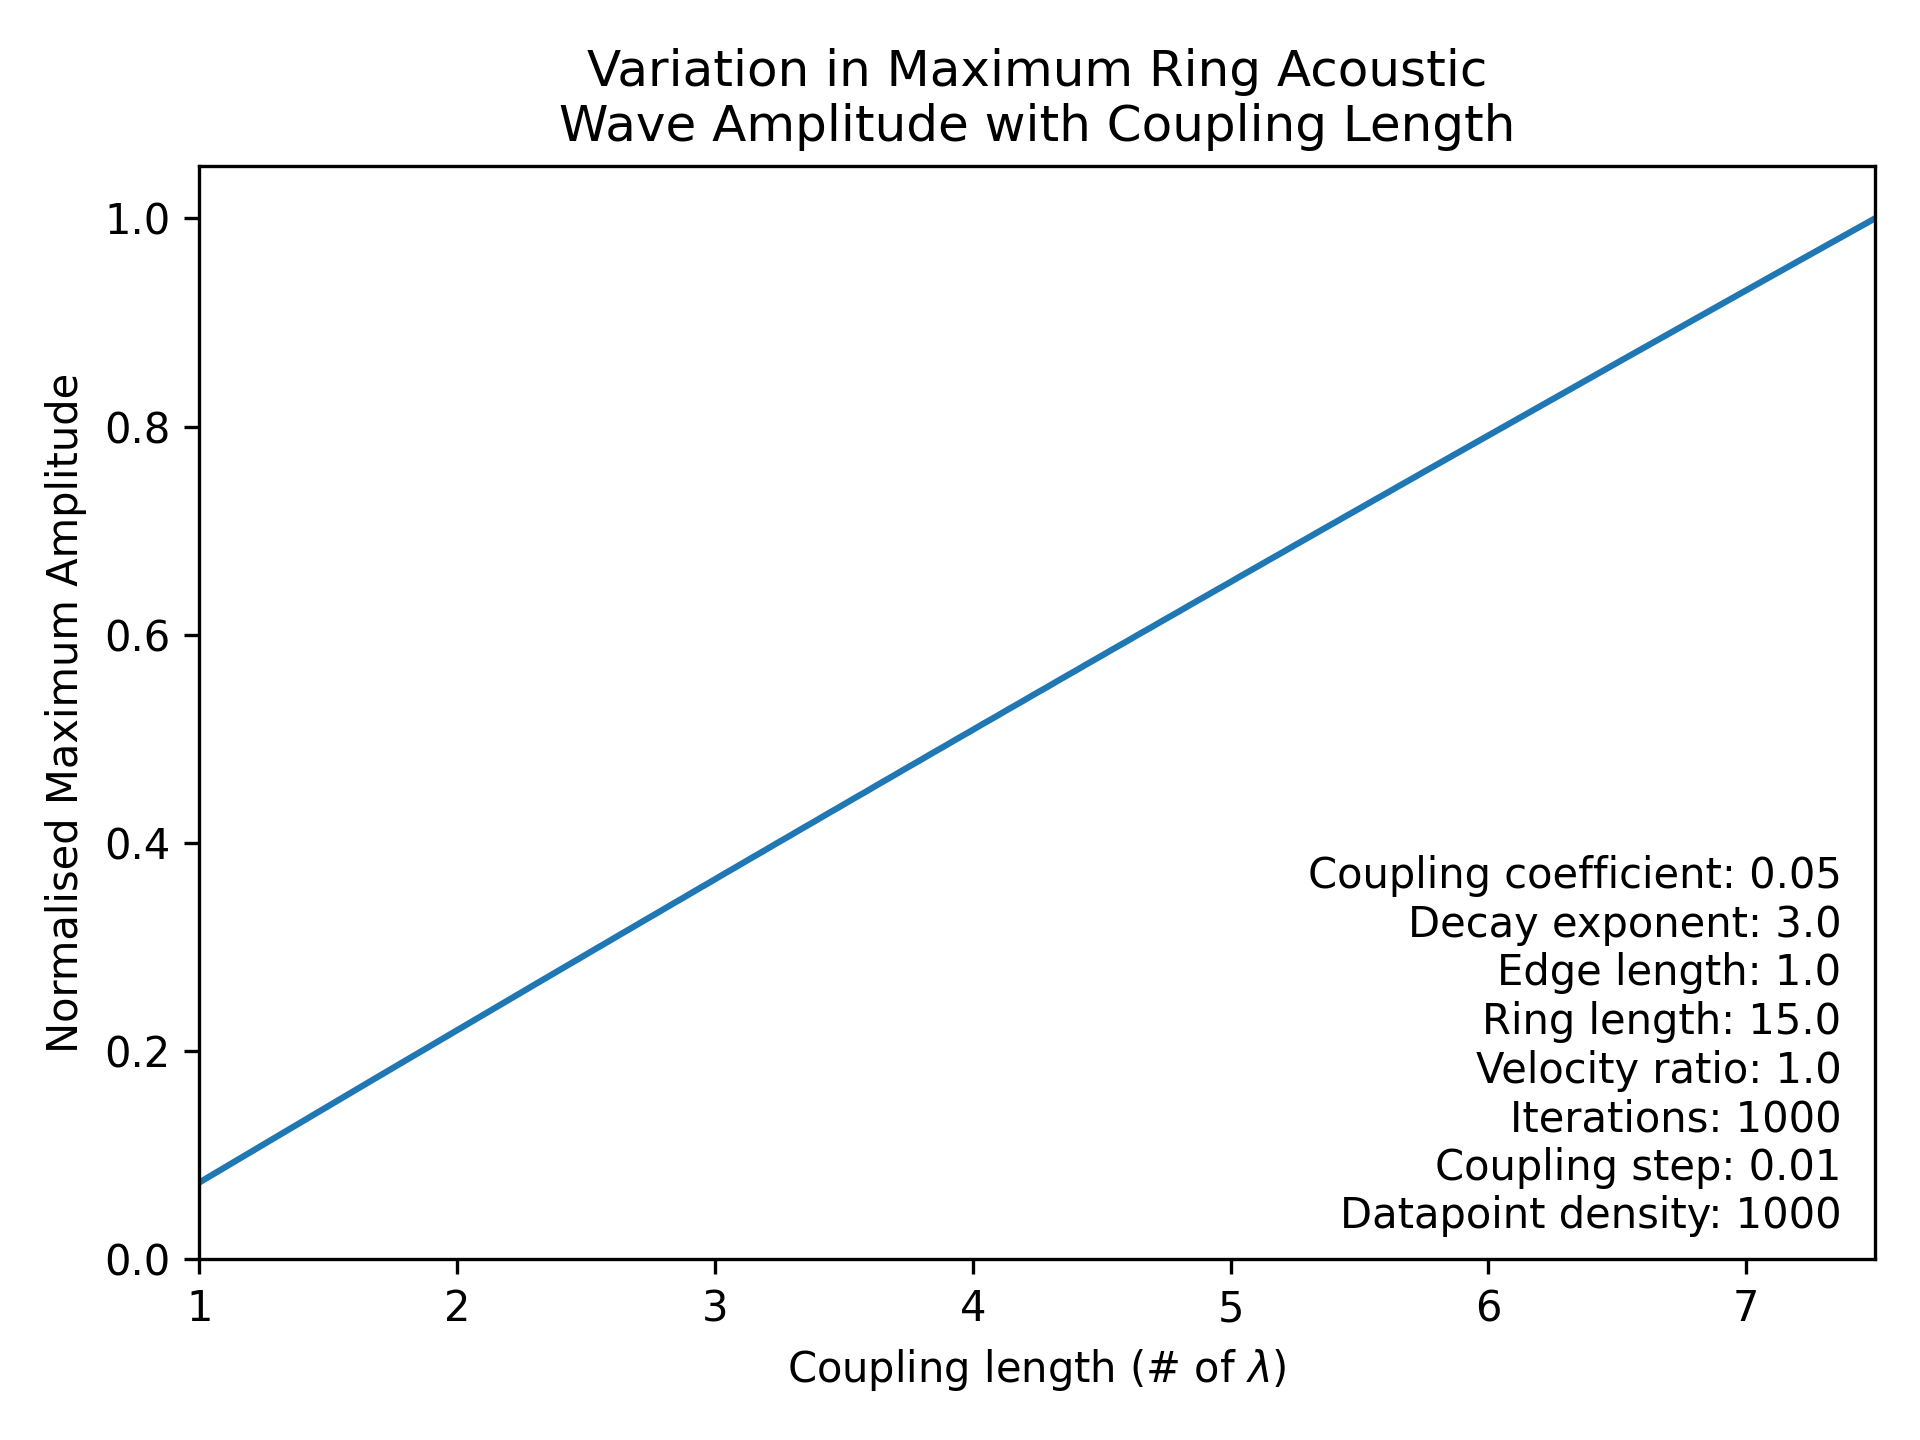 Variation in Maximum Ring Acoustic
Wave Amplitude with Coupling Length
Normalised Maximum Amplitude
1.0
0.8
0.6
0.4
0.2
0.0
Coupling coefficient: 0.05
Decay exponent: 3.0
Edge length: 1.0
Ring length: 15.0
Velocity ratio: 1.0
Iterations: 1000
Coupling step: 0.01
Datapoint density: 1000
1 2 3 4 5 6 7
Coupling length (# of λ)